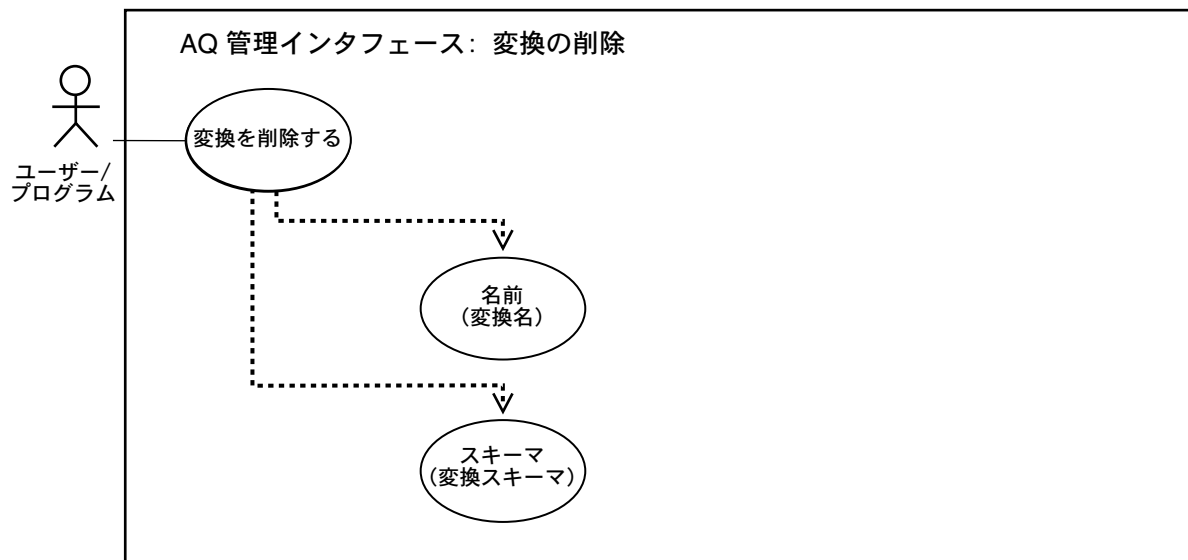 AQ 管理インタフェース： 変換の削除
変換を削除する
ユーザー/
プログラム
名前
（変換名）
スキーマ
（変換スキーマ）